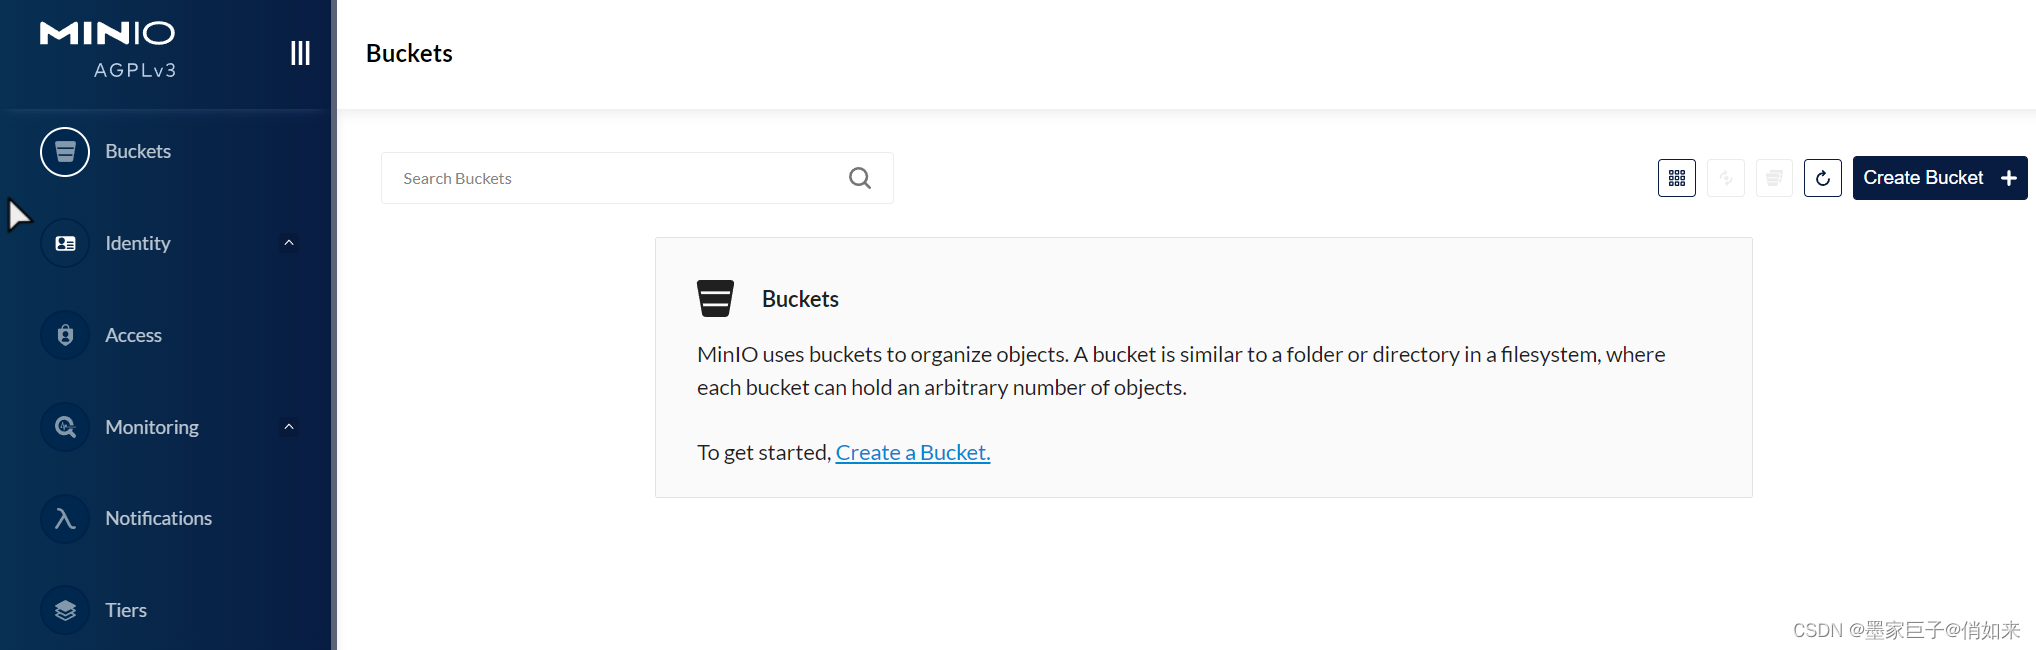 MINIO
AGPLv3
Buckets
Identity
Access
Monitoring
Notifications
Tiers
Buckets
Search Buckets
Create Bucket
Buckets
MinIO uses buckets to organize objects. A bucket is similar to a folder or directory in a filesystem, where
each bucket can hold an arbitrary number of objects.
To get started, Create a Bucket.
CSDN @墨家巨子@俏如来